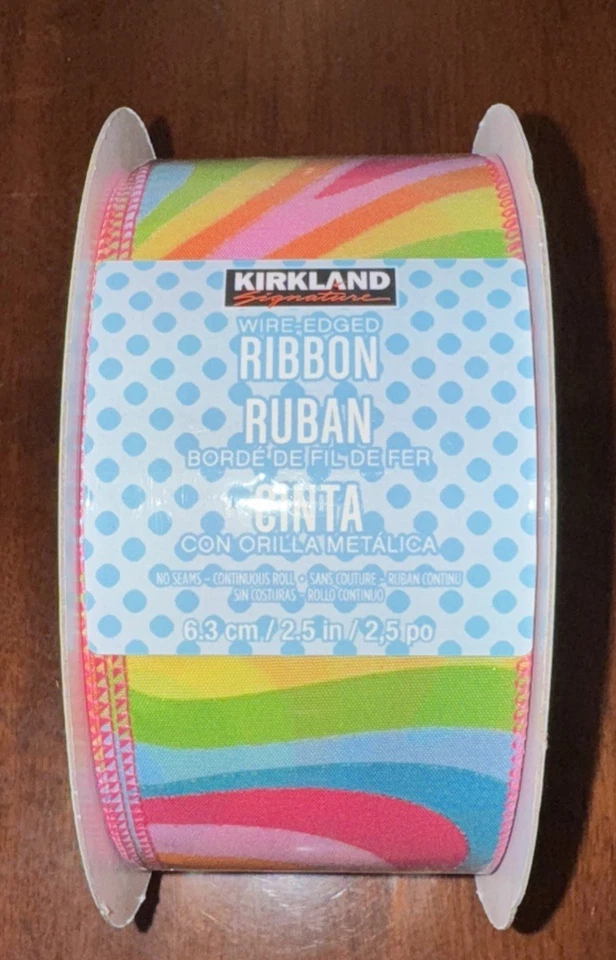 KIRKLAND
Signature
WIRE-EDGED
RIBBON
RUBAN
BORDÉ DE FIL DE FER
CINTA
CON ORILLA METÁLICA
NO SEAMS – CONTINUOUS ROLL • SANS COUTURE – RUBAN CONTINU
SIN COSTURAS – ROLLO CONTINUO
6.3 cm / 2.5 in / 2,5 po